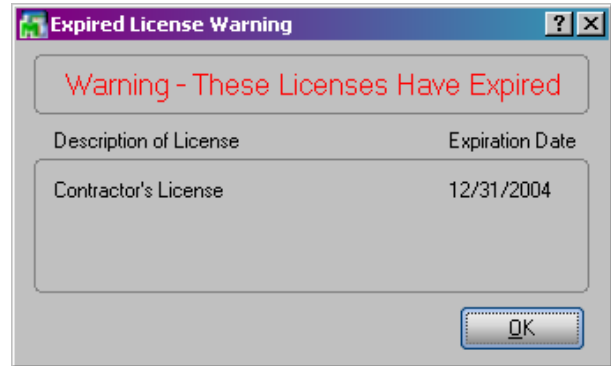 Expired License Warning
Warning - These Licenses Have Expired
Description of License Expiration Date
Contractor's License 12/31/2004
OK